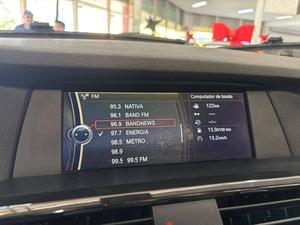 FM
95.3 NATIVA
96.1 BAND FM
96.9 BANDNEWS
97.7 ENERGIA
98.5 METRO
98.9
99.5 99.5 FM
Computador de bordo
122km
--:--
15.9l/100 km
19.2km/h